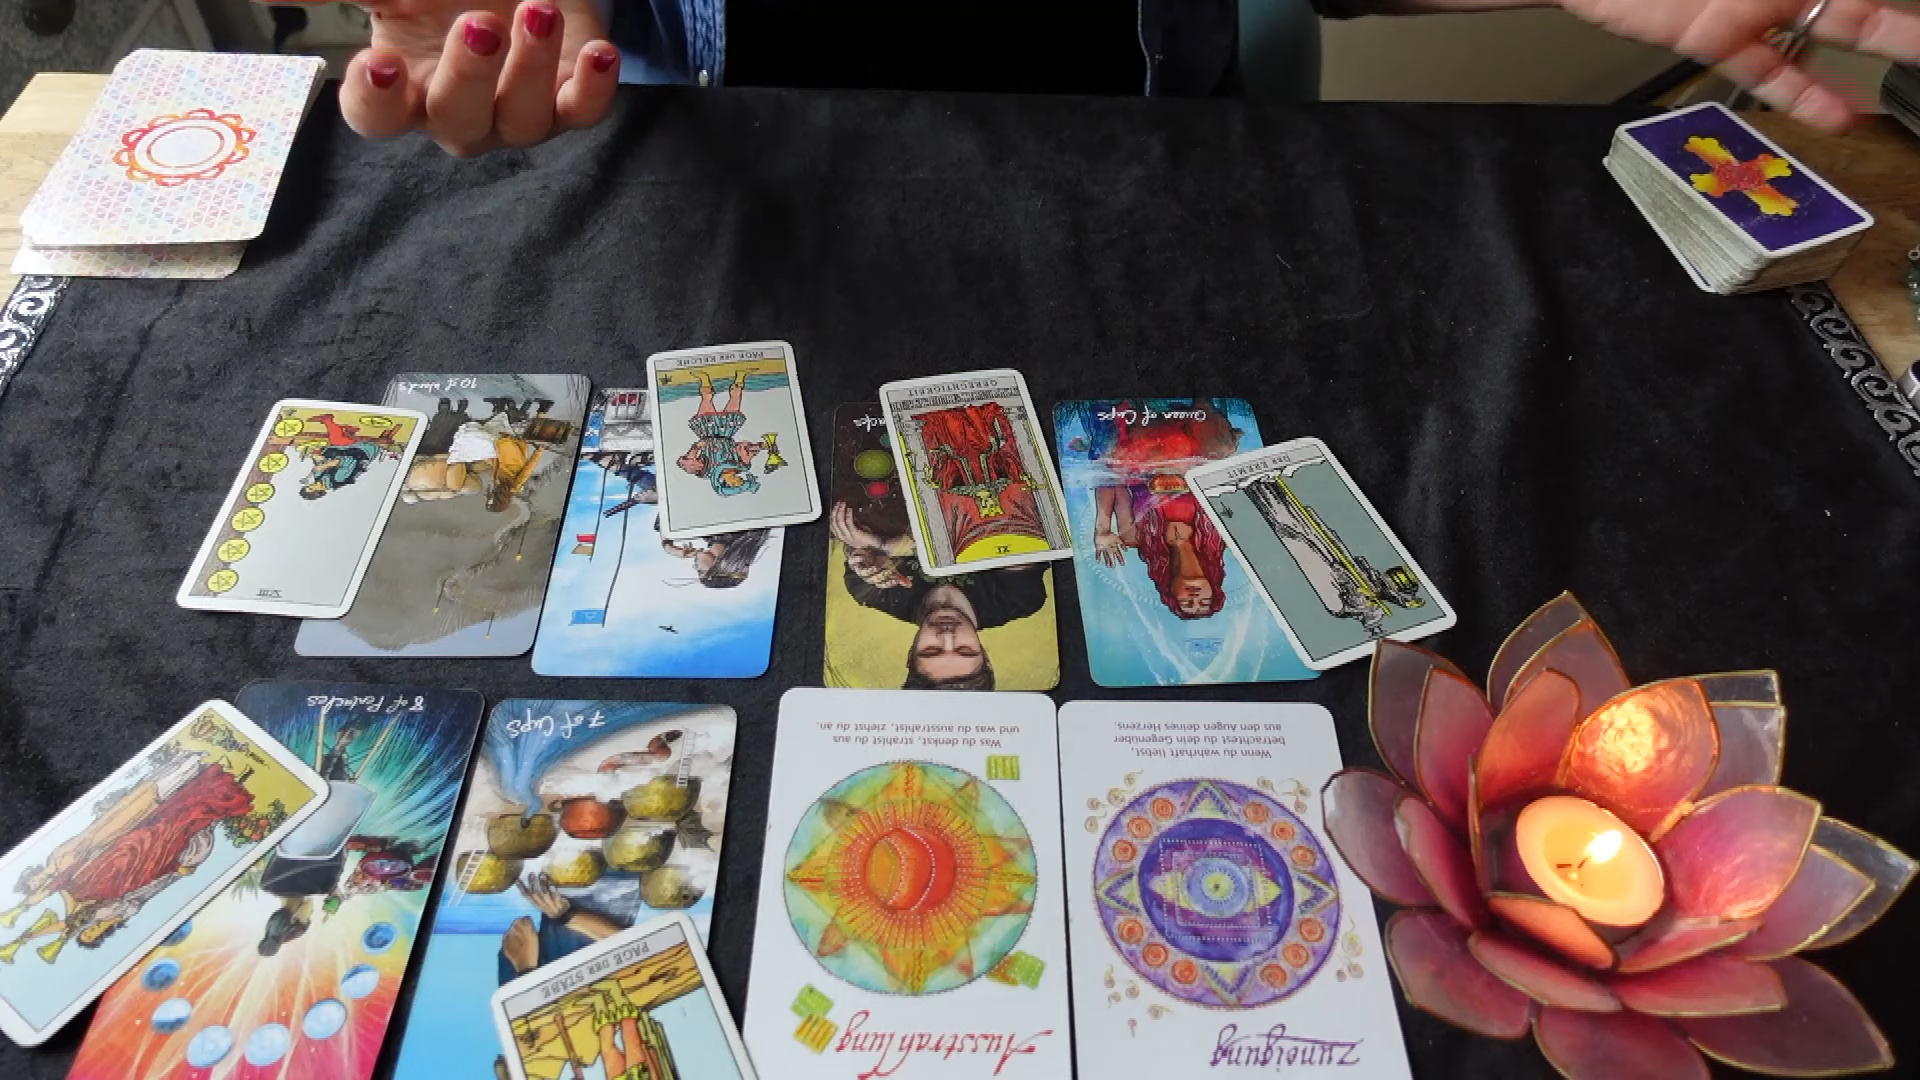 10 of wands
PAGE DER KELCHE
GERECHTIGKEIT
XI
Queen of Cups
DER EREMIT
VIII
8 of Pentacles
7 of Cups
PAGE DER STÄBE
Was du denkst, strahlst du aus
und was du ausstrahlst, ziehst du an.
Ausstrahlung
Wenn du wahrhaft liebst,
betrachtest du dein Gegenüber
aus den Augen deines Herzens.
Zuneigung